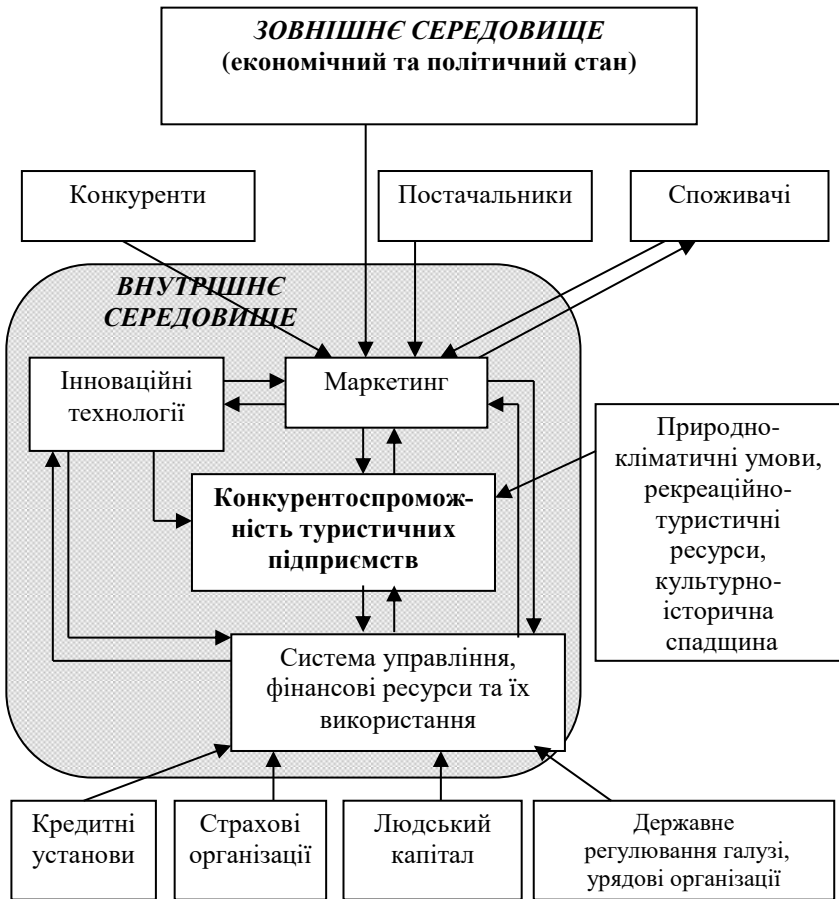 ЗОВНІШНЄ СЕРЕДОВИЩЕ
(економічний та політичний стан)
Конкуренти
Постачальники
Споживачі
ВНУТРІШНЄ
СЕРЕДОВИЩЕ
Інноваційні
технології
Маркетинг
Природно-
кліматичні умови,
рекреаційно-
туристичні
ресурси,
культурно-
історична
спадщина
Конкурентоспромож-
ність туристичних
підприємств
Система управління,
фінансові ресурси та їх
використання
Кредитні
установи
Страхові
організації
Людський
капітал
Державне
регулювання галузі,
урядові організації